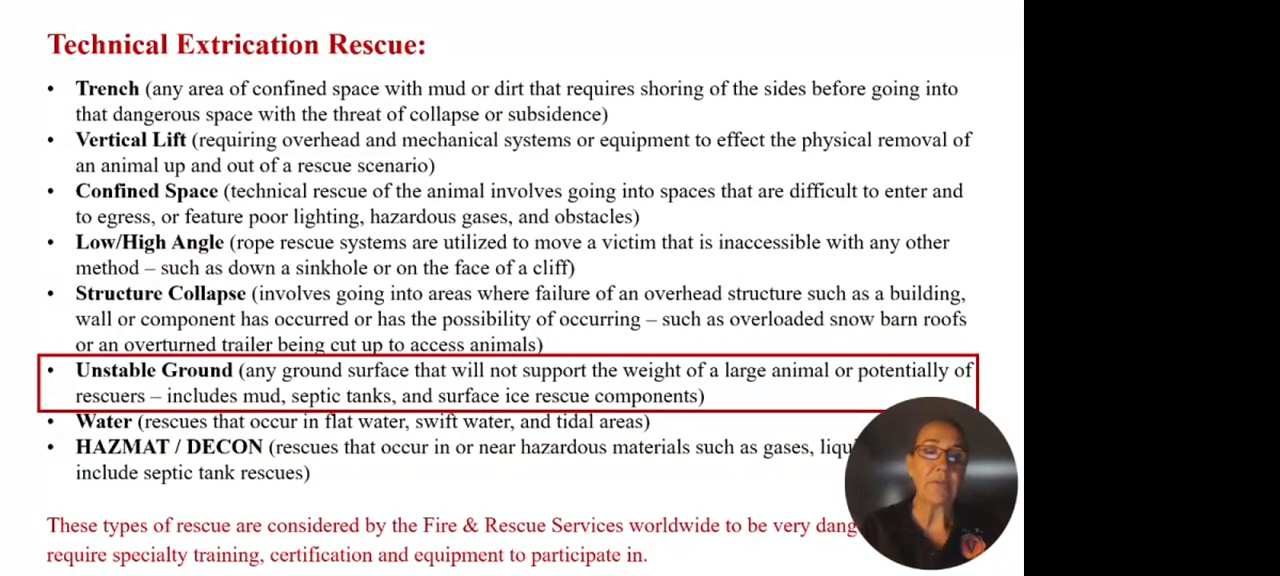 Technical Extrication Rescue:
• Trench (any area of confined space with mud or dirt that requires shoring of the sides before going into
that dangerous space with the threat of collapse or subsidence)
• Vertical Lift (requiring overhead and mechanical systems or equipment to effect the physical removal of
an animal up and out of a rescue scenario)
• Confined Space (technical rescue of the animal involves going into spaces that are difficult to enter and
to egress, or feature poor lighting, hazardous gases, and obstacles)
• Low/High Angle (rope rescue systems are utilized to move a victim that is inaccessible with any other
method – such as down a sinkhole or on the face of a cliff)
• Structure Collapse (involves going into areas where failure of an overhead structure such as a building,
wall or component has occurred or has the possibility of occurring – such as overloaded snow barn roofs
or an overturned trailer being cut up to access animals)
• Unstable Ground (any ground surface that will not support the weight of a large animal or potentially of
rescuers – includes mud, septic tanks, and surface ice rescue components)
• Water (rescues that occur in flat water, swift water, and tidal areas)
• HAZMAT / DECON (rescues that occur in or near hazardous materials such as gases,
include septic tank rescues)
These types of rescue are considered by the Fire & Rescue Services worldwide to be very
require specialty training, certification and equipment to participate in.